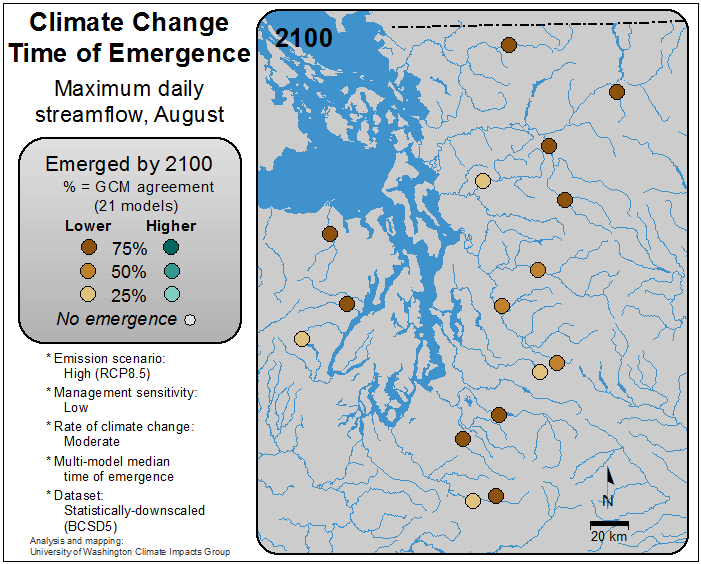 Climate Change
Time of Emergence
Maximum daily
streamflow, August
Emerged by 2100
% = GCM agreement
(21 models)
Lower Higher
75%
50%
25%
No emergence
* Emission scenario:
High (RCP8.5)
* Management sensitivity:
Low
* Rate of climate change:
Moderate
* Multi-model median
time of emergence
* Dataset:
Statistically-downscaled
(BCSD5)
Analysis and mapping:
University of Washington Climate Impacts Group
2100
N
20 km